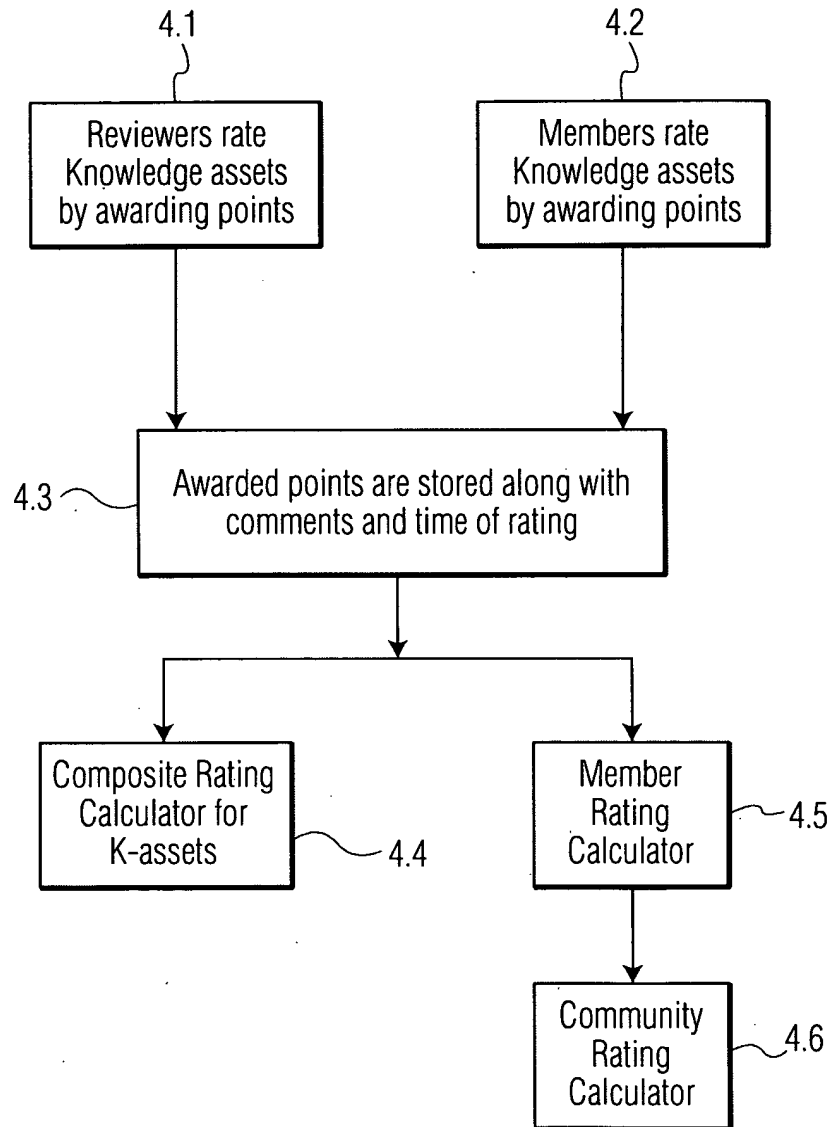 4.1
4.2
Reviewers rate
Knowledge assets
by awarding points
Members rate
Knowledge assets
by awarding points
4.3
Awarded points are stored along with
comments and time of rating
Composite Rating
Calculator for
K-assets
4.4
Member
Rating
Calculator
4.5
Community
Rating
Calculator
4.6